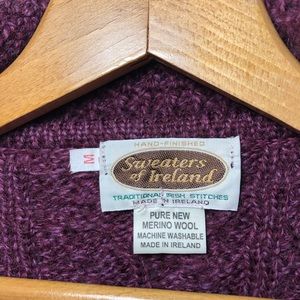 HAND-FINISHED
Sweaters
of Ireland
TRADITIONAL IRISH STITCHES
MADE IN IRELAND
M
PURE NEW
MERINO WOOL
MACHINE WASHABLE
MADE IN IRELAND